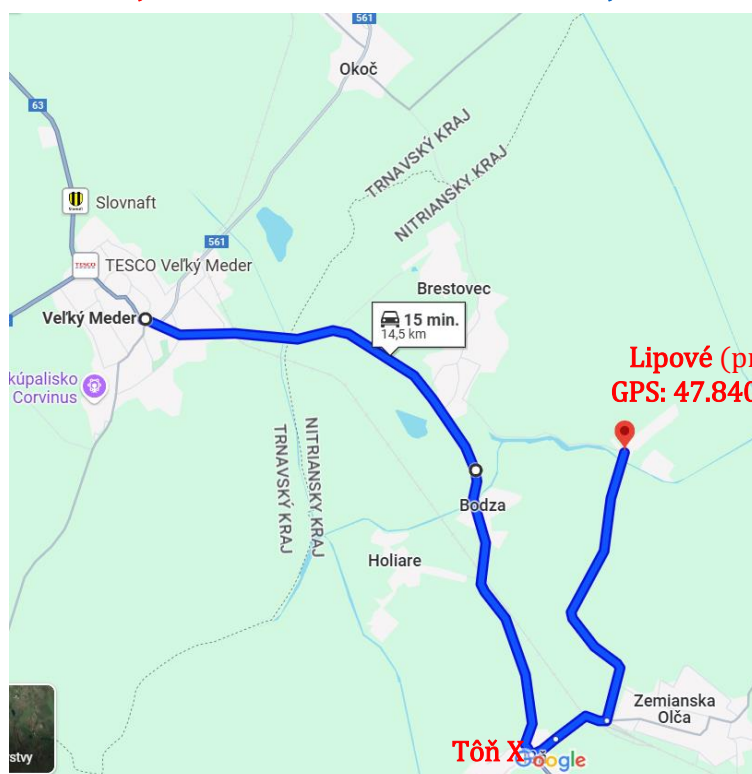 561
Okoč
63
TRNAVSKÝ KRAJ
NITRIANSKY KRAJ
Slovnaft
561
TESCO
TESCO Veľký Meder
Brestovec
Veľký Meder
15 min.
14,5 km
Lipové (pr
GPS: 47.840
kúpalisko
Corvinus
NITRIANSKY KRAJ
TRNAVSKÝ KRAJ
Bodza
Holiare
Zemianska
Olča
Tôň X
Google
stvy